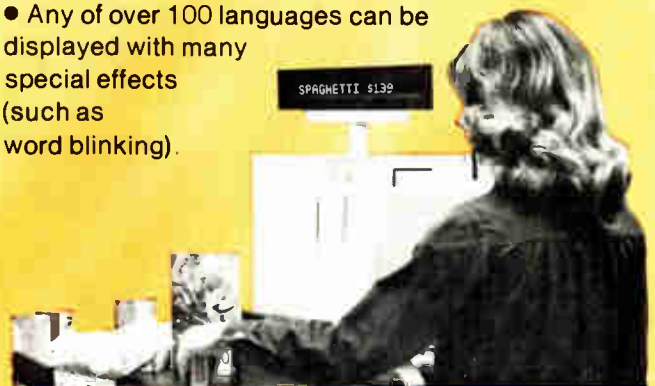 ● Any of over 100 languages can be
displayed with many
special effects
(such as
word blinking).
SPAGHETTI $139